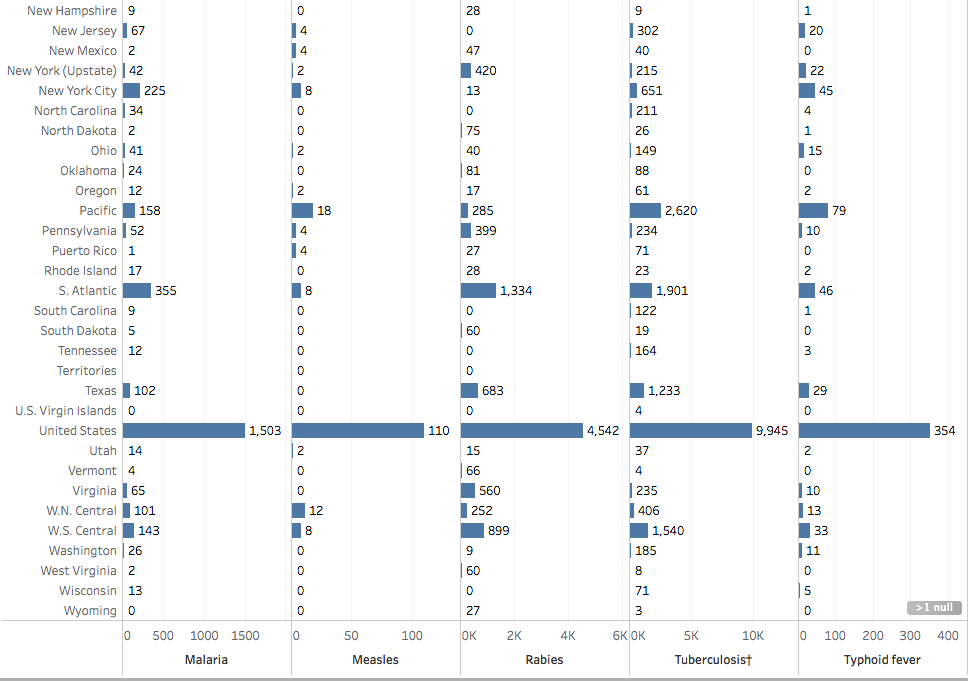 New Hampshire 9 0 28 9 1
New Jersey 67 4 0 302 20
New Mexico 2 4 47 40 0
New York (Upstate) 42 2 420 215 22
New York City 225 8 13 651 45
North Carolina 34 0 0 211 4
North Dakota 2 0 75 26 1
Ohio 41 2 40 149 15
Oklahoma 24 0 81 88 0
Oregon 12 2 17 61 2
Pacific 158 18 285 2,620 79
Pennsylvania 52 4 399 234 10
Puerto Rico 1 4 27 71 0
Rhode Island 17 0 28 23 2
S. Atlantic 355 8 1,334 1,901 46
South Carolina 9 0 0 122 1
South Dakota 5 0 60 19 0
Tennessee 12 0 0 164 3
Territories 0 0
Texas 102 0 683 1,233 29
U.S. Virgin Islands 0 0 0 4 0
United States 1,503 110 4,542 9,945 354
Utah 14 2 15 37 2
Vermont 4 0 66 4 0
Virginia 65 0 560 235 10
W.N. Central 101 12 252 406 13
W.S. Central 143 8 899 1,540 33
Washington 26 0 9 185 11
West Virginia 2 0 60 8 0
Wisconsin 13 0 0 71 5
Wyoming 0 0 27 3 0
>1 null
0 500 1000 1500 0 50 100 0K 2K 4K 6K 0K 5K 10K 0 100 200 300 400
Malaria Measles Rabies Tuberculosis† Typhoid fever